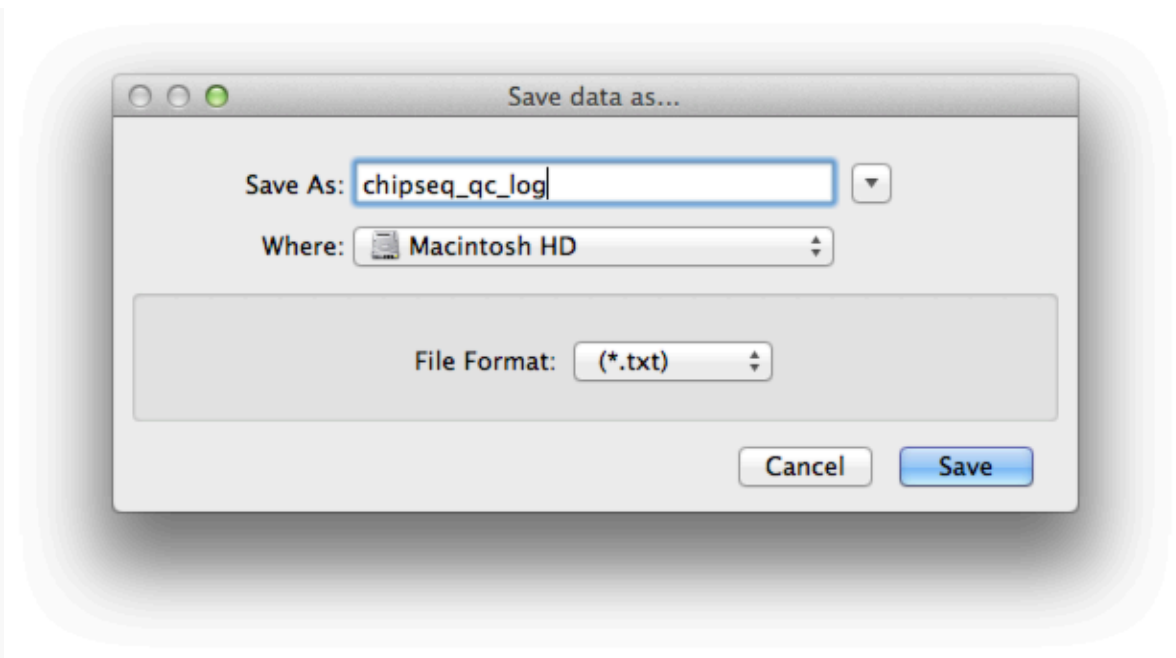 Save data as...
Save As: chipseq_qc_log
Where: Macintosh HD
File Format: (*.txt)
Cancel Save